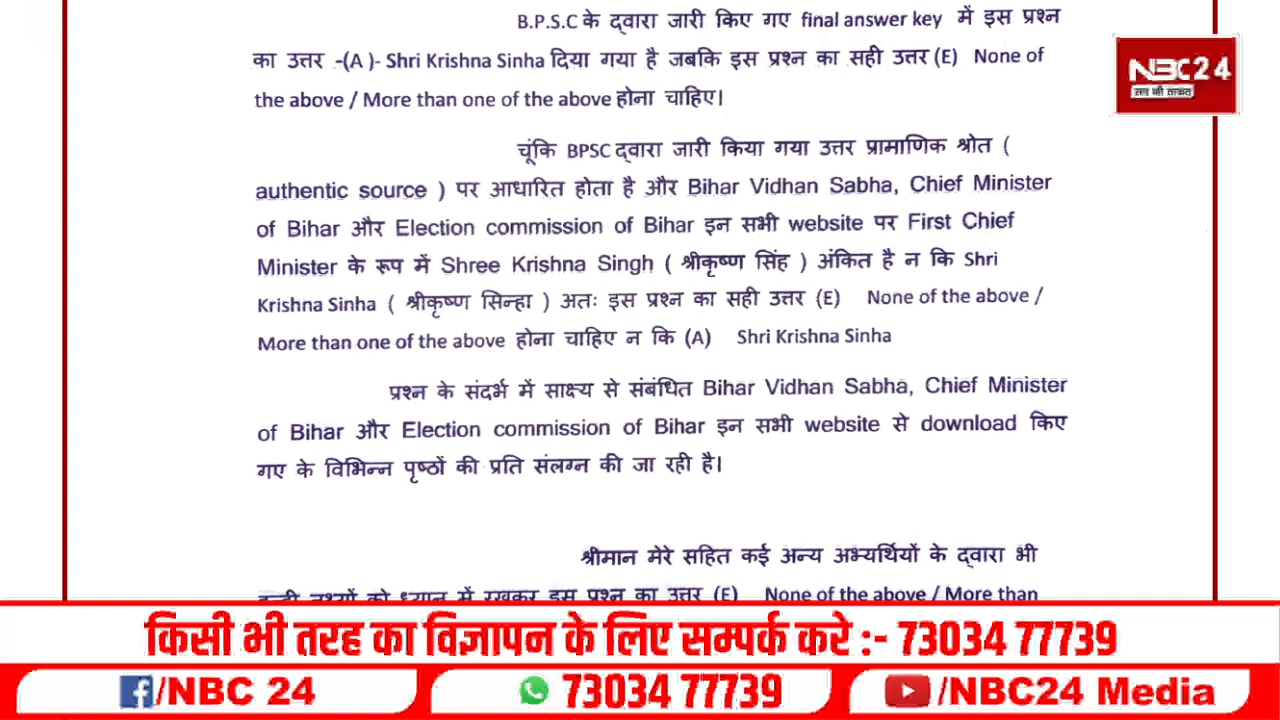 B.P.S.C के द्वारा जारी किए गए final answer key में इस प्रश्न
का उत्तर -(A )- Shri Krishna Sinha दिया गया है जबकि इस प्रश्न का सही उत्तर (E) None of
the above / More than one of the above होना चाहिए।
चूंकि BPSC द्वारा जारी किया गया उत्तर प्रामाणिक श्रोत (
authentic source ) पर आधारित होता है और Bihar Vidhan Sabha, Chief Minister
of Bihar और Election commission of Bihar इन सभी website पर First Chief
Minister के रूप में Shree Krishna Singh ( श्रीकृष्ण सिंह ) अंकित है न कि Shri
Krishna Sinha ( श्रीकृष्ण सिन्हा ) अतः इस प्रश्न का सही उत्तर (E) None of the above /
More than one of the above होना चाहिए न कि (A) Shri Krishna Sinha
प्रश्न के संदर्भ में साक्ष्य से संबंधित Bihar Vidhan Sabha, Chief Minister
of Bihar और Election commission of Bihar इन सभी website से download किए
गए के विभिन्न पृष्ठों की प्रति संलग्न की जा रही है।
श्रीमान मेरे सहित कई अन्य अभ्यर्थियों के द्वारा भी
को ध्यान में रखकर इस प्रश्न का उत्तर (E) None of the above / More than
NBC 24
सच की ताकत
किसी भी तरह का विज्ञापन के लिए सम्पर्क करे :- 73034 77739
/NBC 24
73034 77739
/NBC24 Media